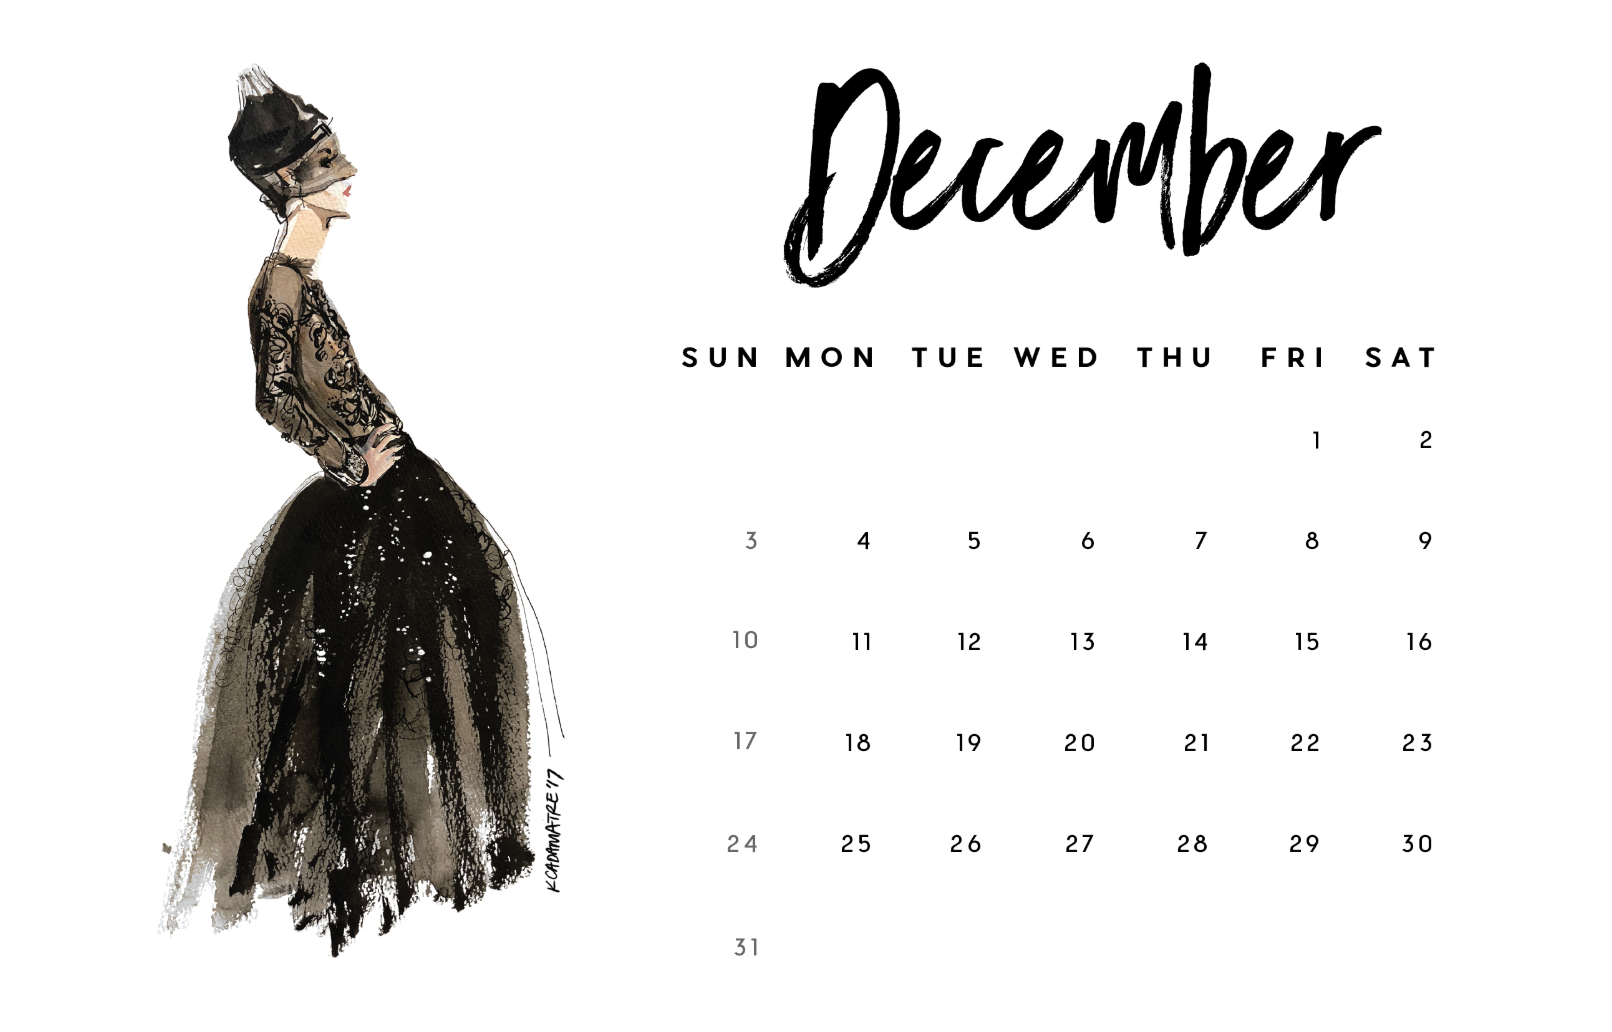 December
SUN MON TUE WED THU FRI SAT
1 2
3 4 5 6 7 8 9
10 11 12 13 14 15 16
17 18 19 20 21 22 23
24 25 26 27 28 29 30
31
KCADAMATRE '17